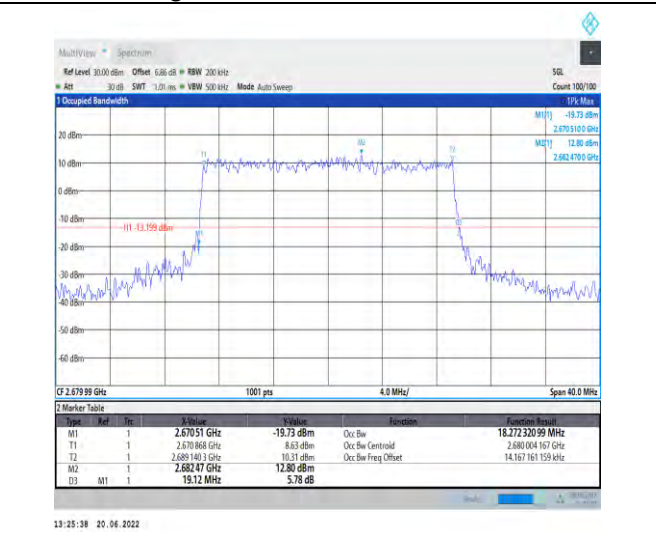 MultiView Spectrum
Ref Level 30.00 dBm Offset 6.86 dB RBW 200 kHz SGL
Att 30 dB SWT 1.01 ms VBW 500 kHz Mode Auto Sweep Count 100/100
1 Occupied Bandwidth 1Pk Max
M1[1] -19.73 dBm
2.670510 0 GHz
M2[1] 12.80 dBm
2.682470 0 GHz
20 dBm
M2
T1
T2
10 dBm
0 dBm
-10 dBm
H1 -13.199 dBm
D3
M1
-20 dBm
-30 dBm
-40 dBm
-50 dBm
-60 dBm
CF 2.679 99 GHz 1001 pts 4.0 MHz/ Span 40.0 MHz
2 Marker Table
Type Ref Trc X-Value Y-Value Function Function Result
M1 1 2.670 51 GHz -19.73 dBm Occ Bw 18.272 320 99 MHz
T1 1 2.670 868 GHz 8.63 dBm Occ Bw Centroid 2.680 004 167 GHz
T2 1 2.689 140 3 GHz 10.31 dBm Occ Bw Freq Offset 14.167 161 159 kHz
M2 1 2.682 47 GHz 12.80 dBm
D3 M1 1 19.12 MHz 5.78 dB
13:25:38 20.06.2022